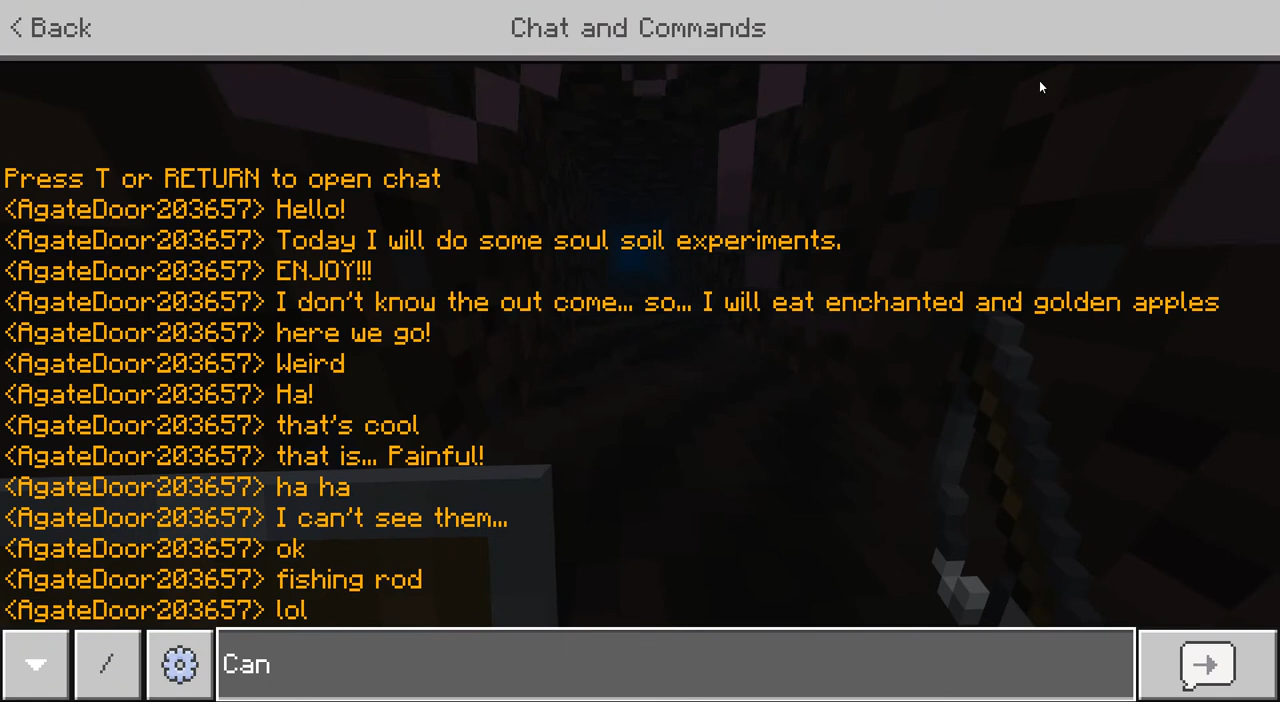 < Back
Chat and Commands
Press T or RETURN to open chat
<AgateDoor203657> Hello!
<AgateDoor203657> Today I will do some soul soil experiments.
<AgateDoor203657> ENJOY!!!
<AgateDoor203657> I don't know the out come... so... I will eat enchanted and golden apples
<AgateDoor203657> here we go!
<AgateDoor203657> Weird
<AgateDoor203657> Ha!
<AgateDoor203657> that's cool
<AgateDoor203657> that is... Painful!
<AgateDoor203657> ha ha
<AgateDoor203657> I can't see them...
<AgateDoor203657> ok
<AgateDoor203657> fishing rod
<AgateDoor203657> lol
/
Can